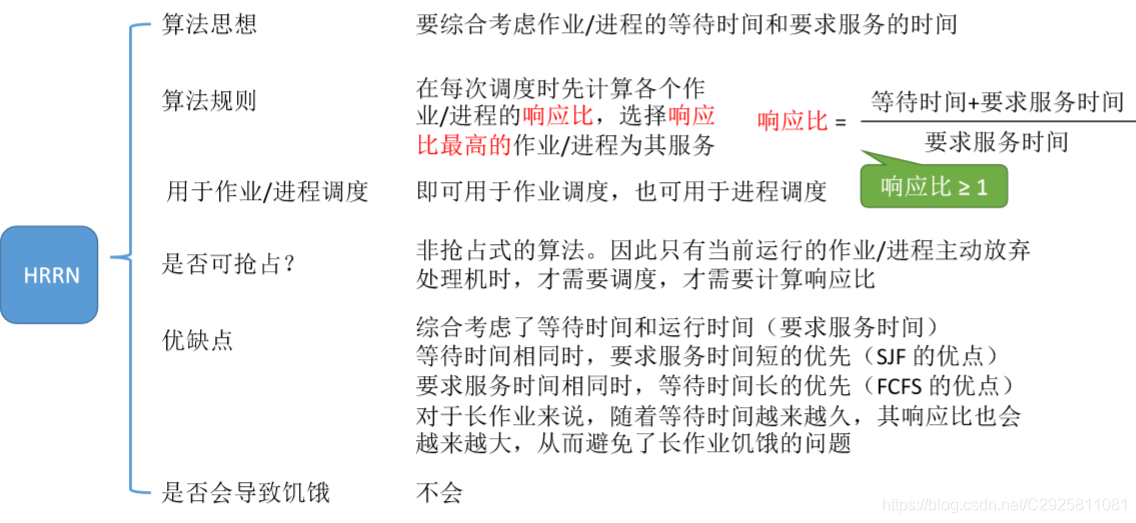 算法思想
要综合考虑作业/进程的等待时间和要求服务的时间
算法规则
在每次调度时先计算各个作
业/进程的响应比，选择响应
比最高的作业/进程为其服务
响应比 =
等待时间+要求服务时间
要求服务时间
响应比 ≥ 1
用于作业/进程调度
即可用于作业调度，也可用于进程调度
HRRN
是否可抢占？
非抢占式的算法。因此只有当前运行的作业/进程主动放弃
处理机时，才需要调度，才需要计算响应比
优缺点
综合考虑了等待时间和运行时间（要求服务时间）
等待时间相同时，要求服务时间短的优先（SJF 的优点）
要求服务时间相同时，等待时间长的优先（FCFS 的优点）
对于长作业来说，随着等待时间越来越久，其响应比也会
越来越大，从而避免了长作业饥饿的问题
是否会导致饥饿
不会
https://blog.csdn.net/C2925811081